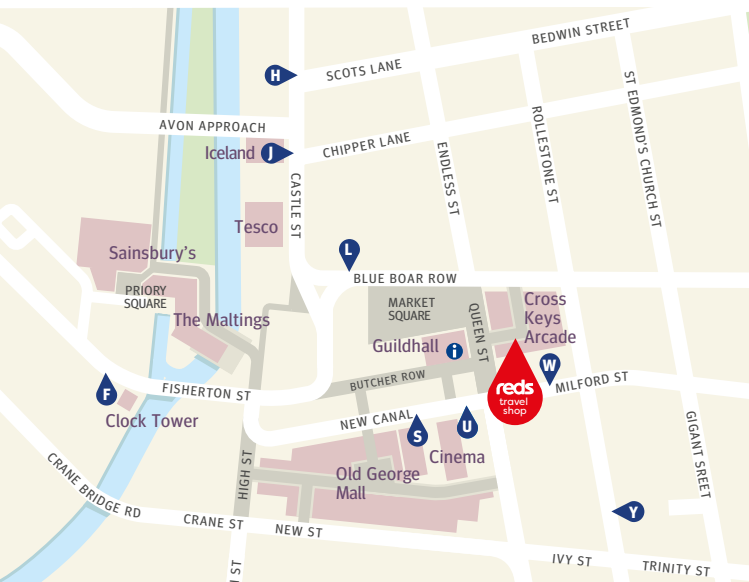 BEDWIN STREET
H
SCOTS LANE
ST EDMOND'S CHURCH ST
ROLLESTONE ST
AVON APPROACH
Iceland
J
CHIPPER LANE
ENDLESS ST
CASTLE ST
Tesco
Sainsbury's
L
BLUE BOAR ROW
PRIORY
SQUARE
MARKET
SQUARE
Cross
Keys
Arcade
The Maltings
QUEEN ST
Guildhall
i
W
BUTCHER ROW
MILFORD ST
reds
travel
shop
F
FISHERTON ST
Clock Tower
NEW CANAL
S
U
GIGANT SREET
Cinema
CRANE BRIDGE RD
HIGH ST
Old George
Mall
Y
CRANE ST
NEW ST
IVY ST
TRINITY ST
I ST